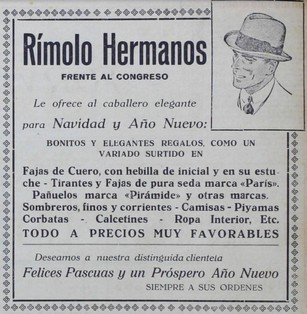 Rímolo Hermanos
FRENTE AL CONGRESO
Le ofrece al caballero elegante
para Navidad y Año Nuevo:
BONITOS Y ELEGANTES REGALOS, COMO UN
VARIADO SURTIDO EN
Fajas de Cuero, con hebilla de inicial y en su estu-
che - Tirantes y Fajas de pura seda marca «París».
Pañuelos marca «Pirámide» y otras marcas.
Sombreros, finos y corrientes - Camisas - Piyamas
Corbatas - Calcetines - Ropa Interior, Etc.
TODO A PRECIOS MUY FAVORABLES
Deseamos a nuestra distinguida clientela
Felices Pascuas y un Próspero Año Nuevo
SIEMPRE A SUS ORDENES